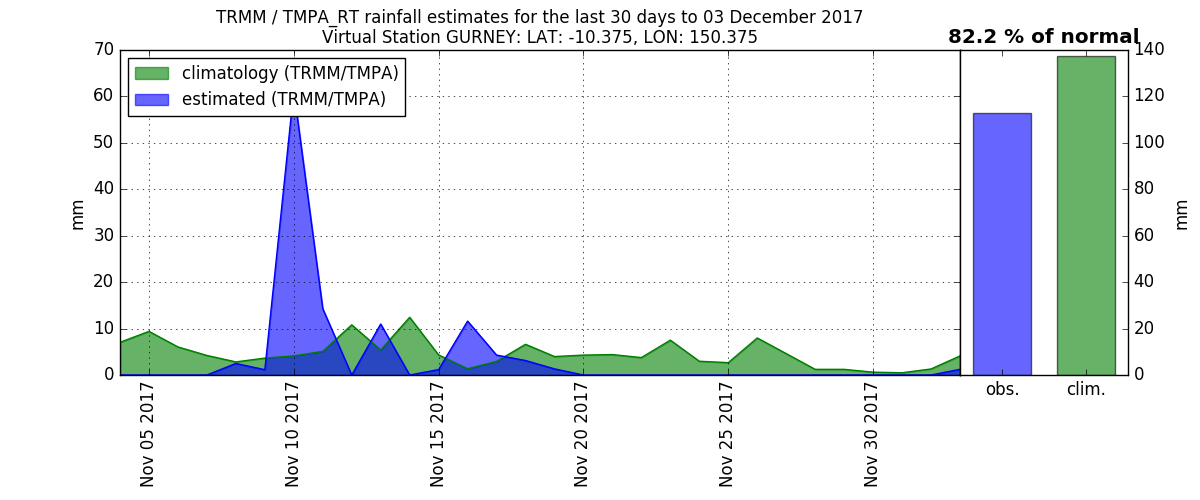 TRMM / TMPA_RT rainfall estimates for the last 30 days to 03 December 2017
Virtual Station GURNEY: LAT: -10.375, LON: 150.375
82.2 % of normal
climatology (TRMM/TMPA)
estimated (TRMM/TMPA)
70
60
50
40
30
20
10
0
mm
Nov 05 2017
Nov 10 2017
Nov 15 2017
Nov 20 2017
Nov 25 2017
Nov 30 2017
obs.
clim.
140
120
100
80
60
40
20
0
mm